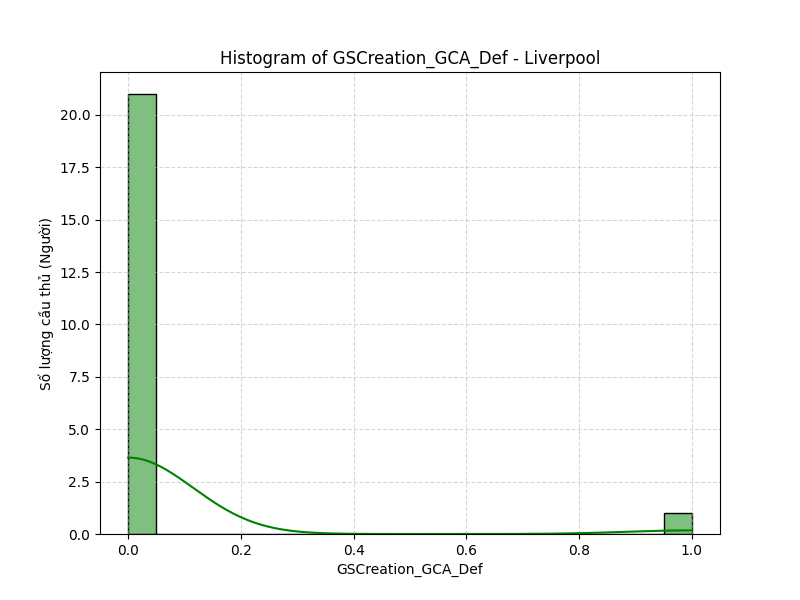 Histogram of GSCreation_GCA_Def - Liverpool
Số lượng cầu thủ (Người)
20.0
17.5
15.0
12.5
10.0
7.5
5.0
2.5
0.0
0.0 0.2 0.4 0.6 0.8 1.0
GSCreation_GCA_Def